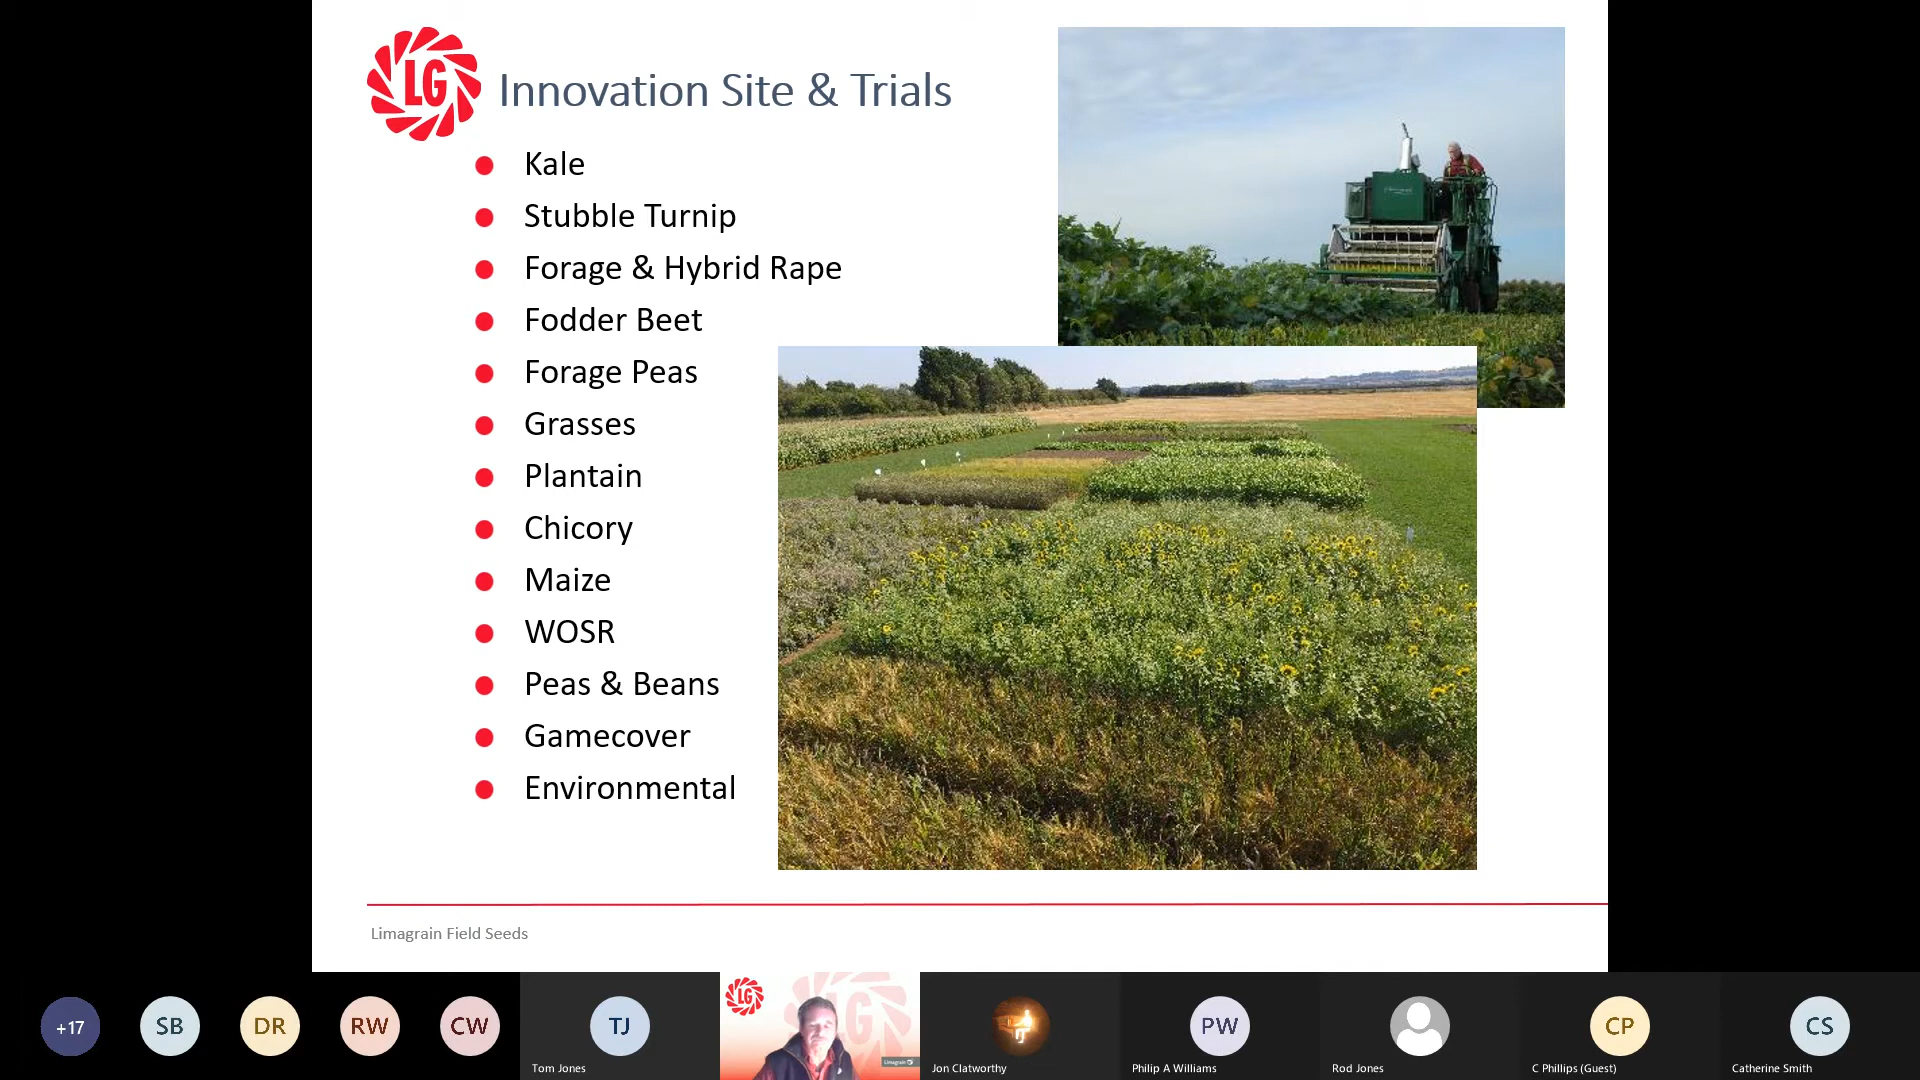 LG
Innovation Site & Trials
Kale
Stubble Turnip
Forage & Hybrid Rape
Fodder Beet
Forage Peas
Grasses
Plantain
Chicory
Maize
WOSR
Peas & Beans
Gamecover
Environmental
Limagrain Field Seeds
+17
SB
DR
RW
CW
TJ
Tom Jones
LG
LG
Limagrain
Jon Clatworthy
PW
Philip A Williams
Rod Jones
CP
C Phillips (Guest)
CS
Catherine Smith